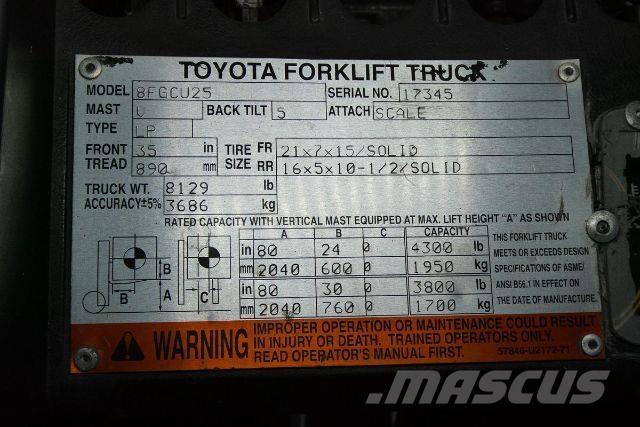 TOYOTA FORKLIFT TRUCK
MODEL 8FGCU25 SERIAL NO. 17345
MAST V BACK TILT 5 ATTACH SCALE
TYPE LP
FRONT 35 in TIRE FR 21x7x15/SOLID
TREAD 890 mm SIZE RR 16x5x10-1/2/SOLID
TRUCK WT. 8129 lb
ACCURACY±5% 3686 kg
RATED CAPACITY WITH VERTICAL MAST EQUIPPED AT MAX. LIFT HEIGHT "A" AS SHOWN
A B C CAPACITY
in 80 24 0 4300 lb
mm 2040 600 0 1950 kg
in 80 30 0 3800 lb
mm 2040 760 0 1700 kg
B
B A C
THIS FORKLIFT TRUCK
MEETS OR EXCEEDS DESIGN
SPECIFICATIONS OF ASME/
ANSI B56.1 IN EFFECT ON
THE DATE OF MANUFACTURE.
WARNING
IMPROPER OPERATION OR MAINTENANCE COULD RESULT
IN INJURY OR DEATH. TRAINED OPERATORS ONLY.
READ OPERATOR'S MANUAL FIRST.
57846-U2172-71
MASCUS